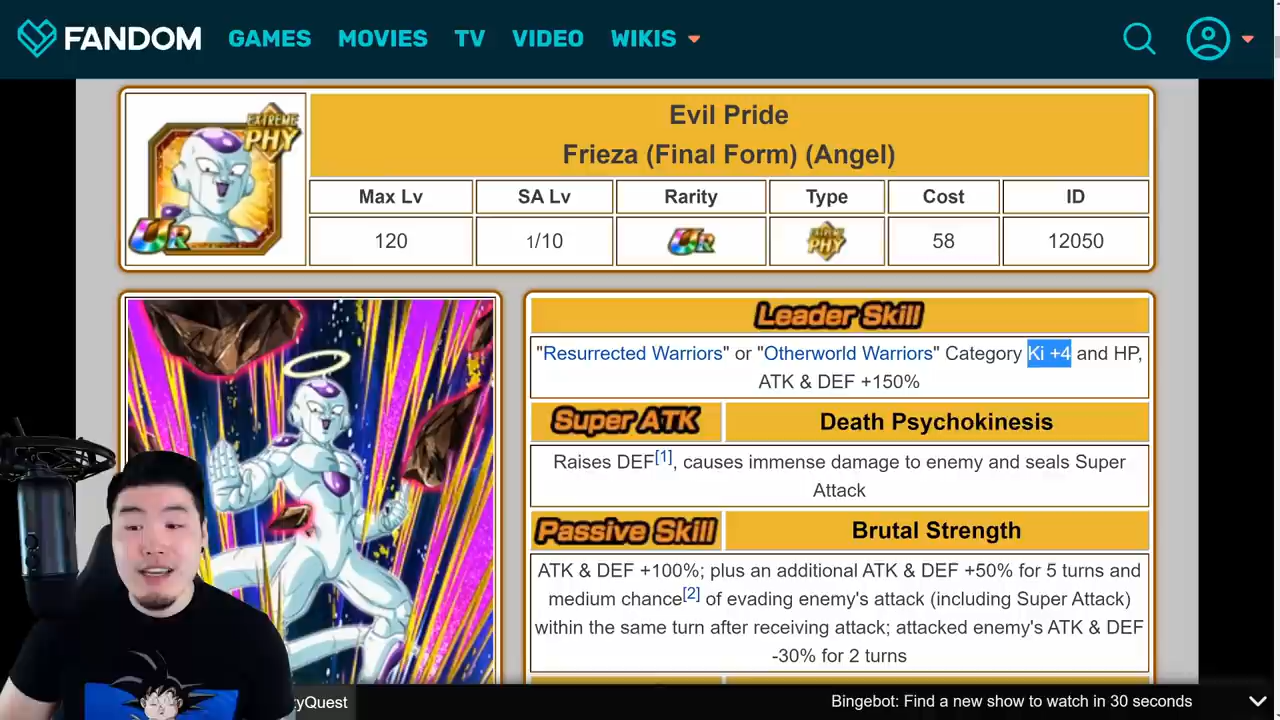 FANDOM GAMES MOVIES TV VIDEO WIKIS
EXTREME
PHY
UR
Evil Pride
Frieza (Final Form) (Angel)
Max Lv SA Lv Rarity Type Cost ID
120 1/10 UR EXTREME PHY 58 12050
Leader Skill
"Resurrected Warriors" or "Otherworld Warriors" Category Ki +4 and HP,
ATK & DEF +150%
Super ATK Death Psychokinesis
Raises DEF[1], causes immense damage to enemy and seals Super
Attack
Passive Skill Brutal Strength
ATK & DEF +100%; plus an additional ATK & DEF +50% for 5 turns and
medium chance[2] of evading enemy's attack (including Super Attack)
within the same turn after receiving attack; attacked enemy's ATK & DEF
-30% for 2 turns
tyQuest Bingebot: Find a new show to watch in 30 seconds